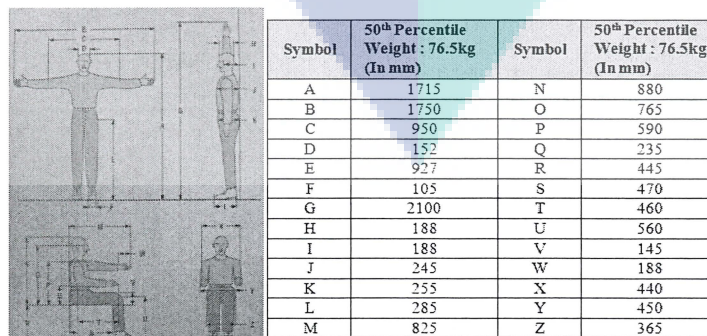 Symbol 50th Percentile Weight : 76.5kg (In mm) Symbol 50th Percentile Weight : 76.5kg (In mm)
A 1715 N 880
B 1750 O 765
C 950 P 590
D 152 Q 235
E 927 R 445
F 105 S 470
G 2100 T 460
H 188 U 560
I 188 V 145
J 245 W 188
K 255 X 440
L 285 Y 450
M 825 Z 365